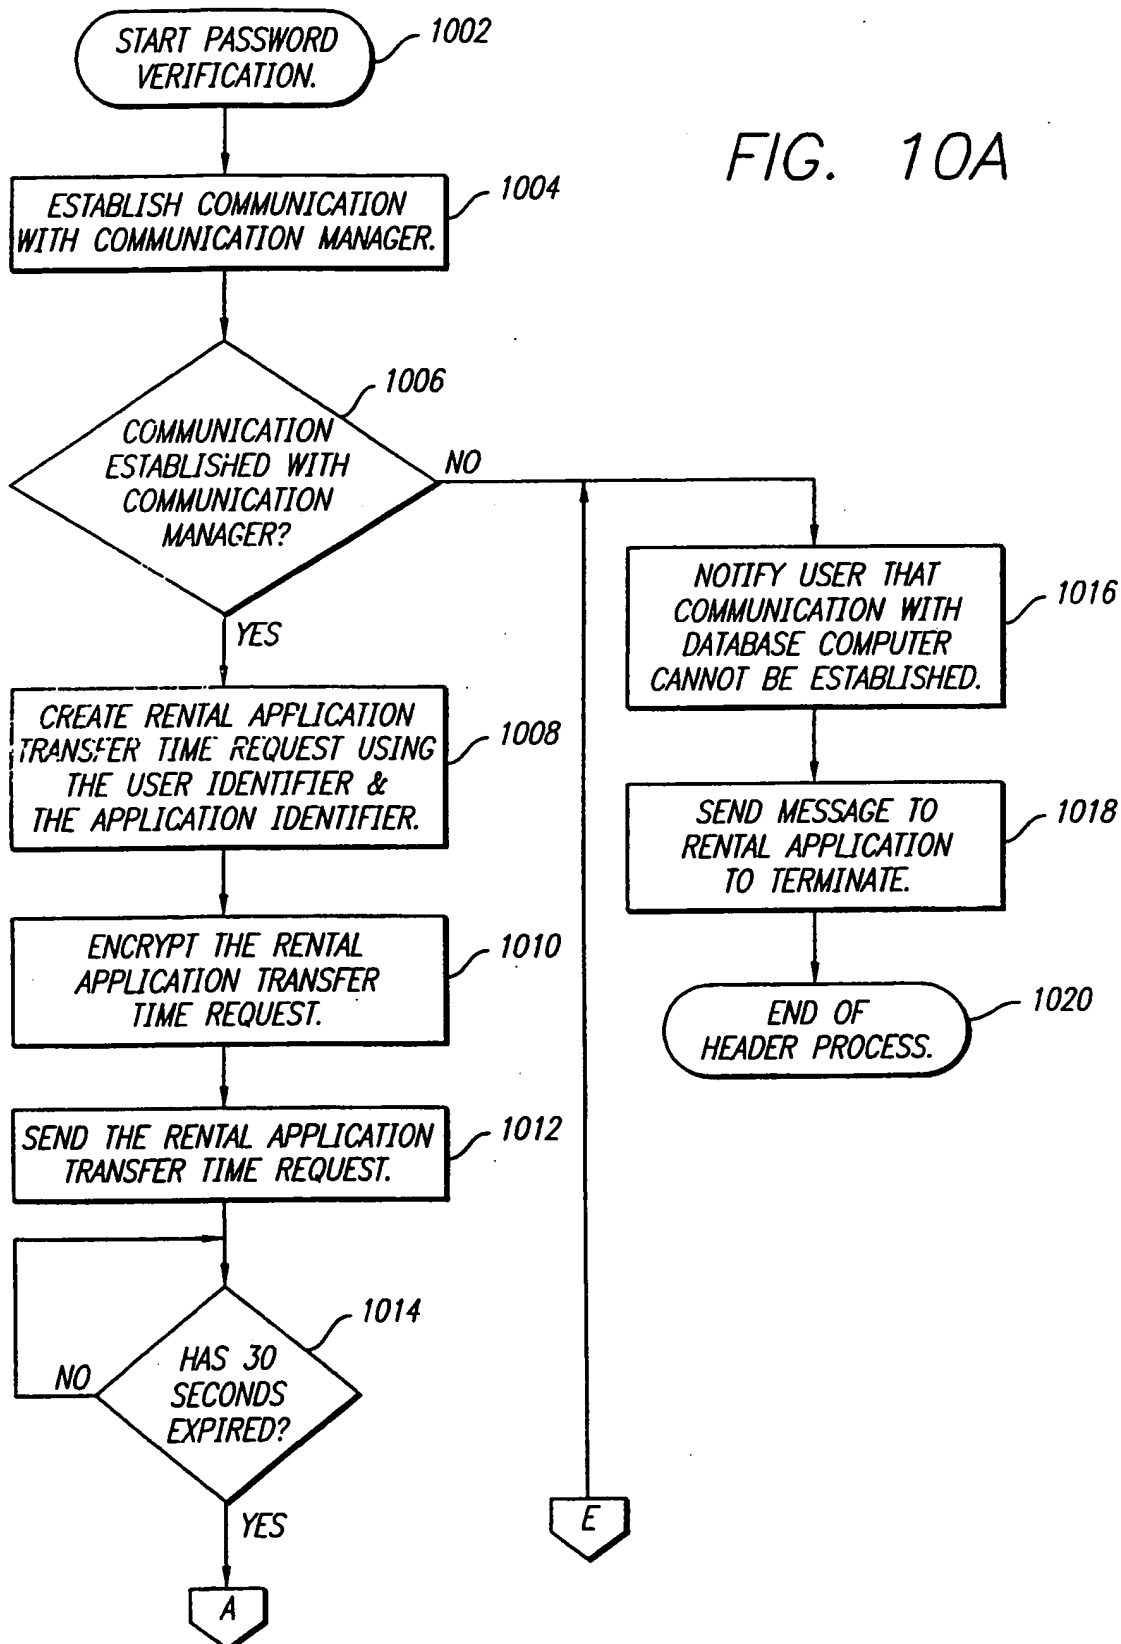 START PASSWORD
VERIFICATION.
1002
FIG. 10A
ESTABLISH COMMUNICATION
WITH COMMUNICATION MANAGER.
1004
COMMUNICATION
ESTABLISHED WITH
COMMUNICATION
MANAGER?
1006
NO
YES
NOTIFY USER THAT
COMMUNICATION WITH
DATABASE COMPUTER
CANNOT BE ESTABLISHED.
1016
CREATE RENTAL APPLICATION
TRANSFER TIME REQUEST USING
THE USER IDENTIFIER &
THE APPLICATION IDENTIFIER.
1008
SEND MESSAGE TO
RENTAL APPLICATION
TO TERMINATE.
1018
ENCRYPT THE RENTAL
APPLICATION TRANSFER
TIME REQUEST.
1010
END OF
HEADER PROCESS.
1020
SEND THE RENTAL APPLICATION
TRANSFER TIME REQUEST.
1012
HAS 30
SECONDS
EXPIRED?
1014
NO
YES
E
A